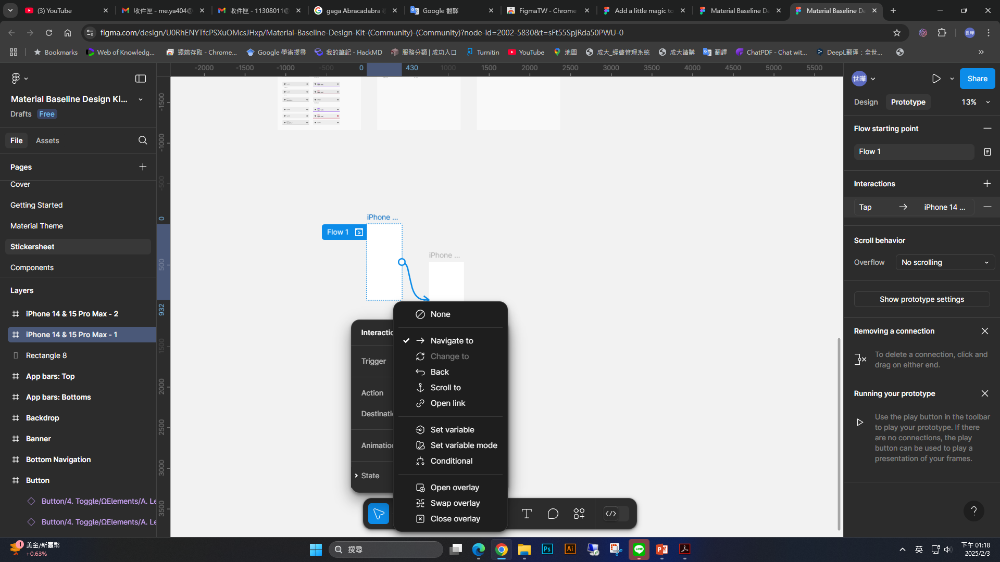 (3) YouTube
收件匣 - me.ya404@
收件匣 - 11308011@
gaga Abracadabra
Google 翻譯
FigmaTW - Chrome
Add a little magic to
Material Baseline De
Material Baseline De
figma.com/design/U0RhENYTfcPSXuOMcsJHxp/Material-Baseline-Design-Kit-(Community)-(Community)?node-id=2002-5830&t=sFt55SpjRda50PWU-0
世曄
Bookmarks
Web of Knowledg...
遠端存取 - Chrome...
Google 學術搜尋
我的筆記 - HackMD
服務分類 | 成功入口
Turnitin
YouTube
地圖
成大_經費管理系統
成大請購
翻譯
ChatPDF - Chat wit...
DeepL翻译：全世...
-2000 -1500 -1000 -500 0 430 1000 1500 2000 2500 3000 3500 4000 4500 5000 5500
Material Baseline Design Ki...
Drafts Free
File Assets
Pages
Cover
Getting Started
Material Theme
Stickersheet
Components
Layers
iPhone 14 & 15 Pro Max - 2
iPhone 14 & 15 Pro Max - 1
Rectangle 8
App bars: Top
App bars: Bottoms
Backdrop
Banner
Bottom Navigation
Button
Button/4. Toggle/ΩElements/A. Le
Button/4. Toggle/ΩElements/A. Le
-1500
-1000
-500
0
500
932
1500
2000
2500
3000
3500
iPhone ...
Flow 1
iPhone ...
Interactio
Trigger
Action
Destinatio
Animation
State
None
Navigate to
Change to
Back
Scroll to
Open link
Set variable
Set variable mode
Conditional
Open overlay
Swap overlay
Close overlay
世曄
Share
Design Prototype 13%
Flow starting point
Flow 1
Interactions
Tap iPhone 14 ...
Scroll behavior
Overflow No scrolling
Show prototype settings
Removing a connection
To delete a connection, click and
drag on either end.
Running your prototype
Use the play button in the toolbar
to play your prototype. If there
are no connections, the play
button can be used to play a
presentation of your frames.
?
1
美金/新臺幣
+0.63%
搜尋
Ps
Ai
LINE
英
下午 01:18
2025/2/3